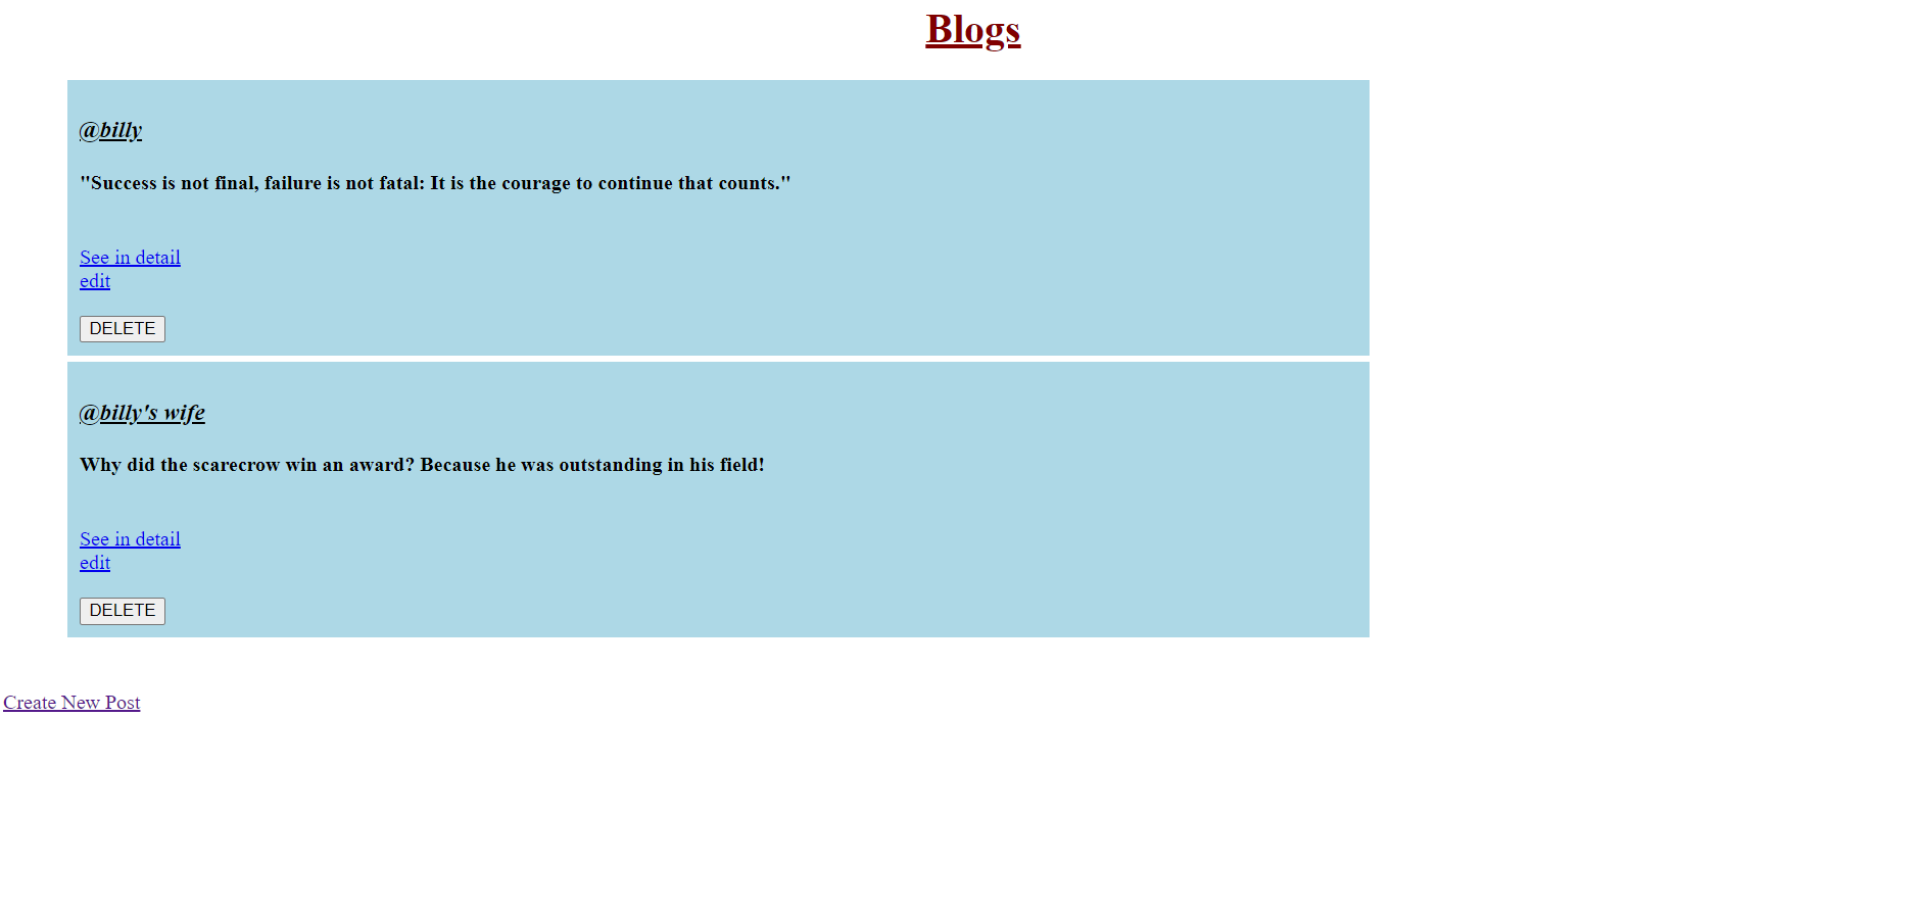 Blogs
@billy
"Success is not final, failure is not fatal: It is the courage to continue that counts."
See in detail
edit
DELETE
@billy's wife
Why did the scarecrow win an award? Because he was outstanding in his field!
See in detail
edit
DELETE
Create New Post